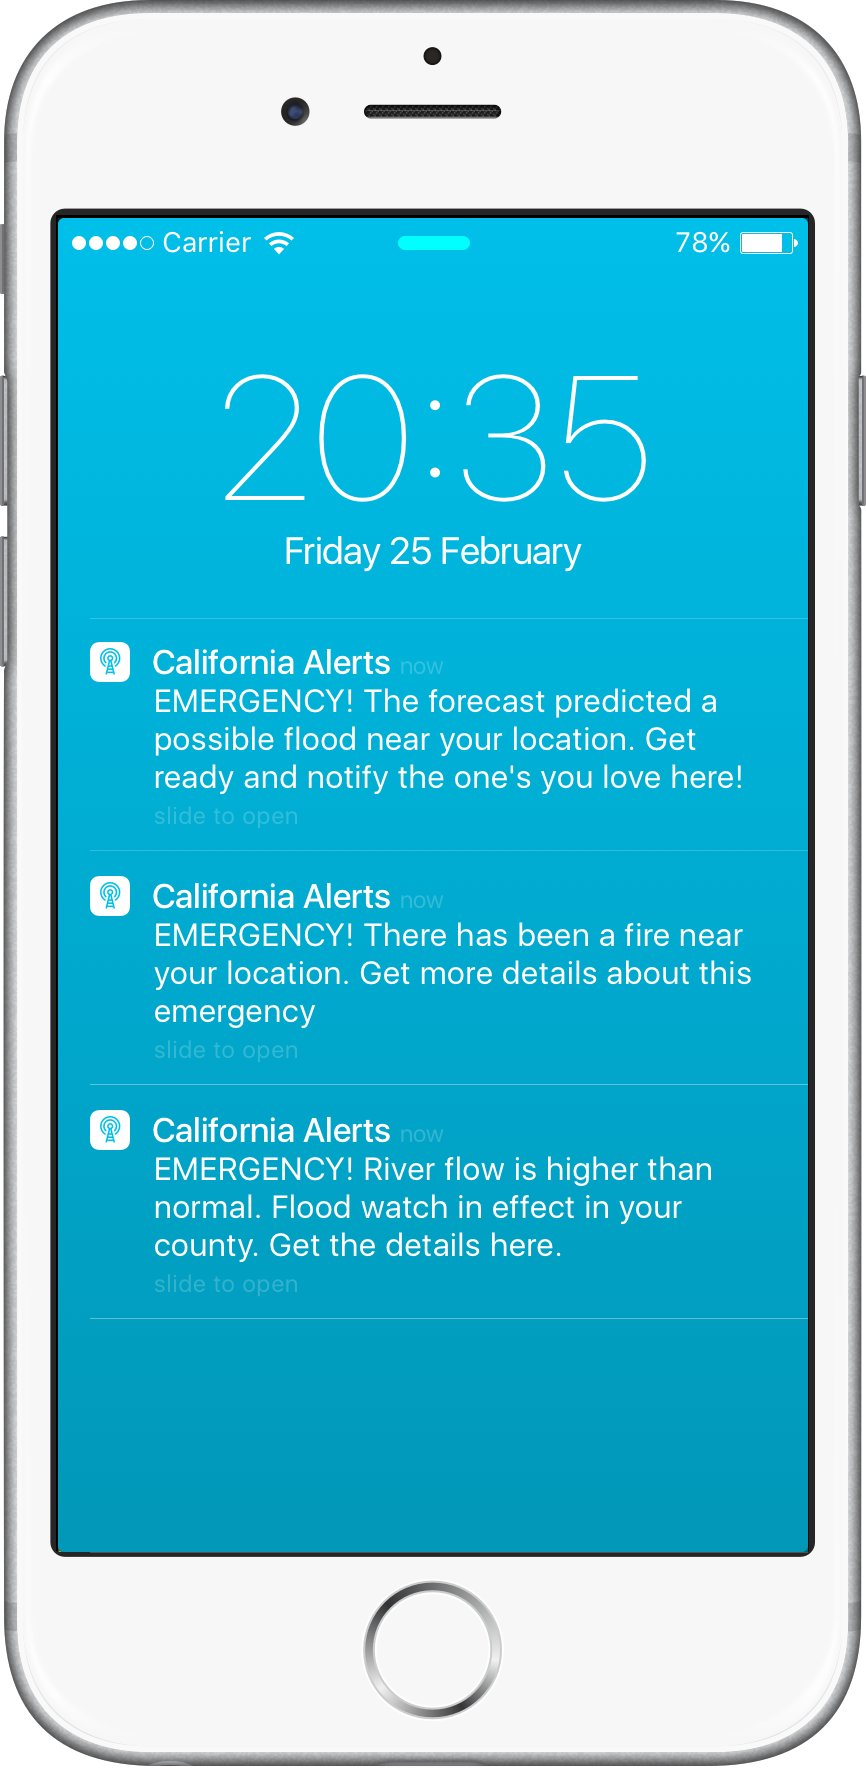 Carrier 78%
20:35
Friday 25 February
California Alerts now
EMERGENCY! The forecast predicted a
possible flood near your location. Get
ready and notify the one's you love here!
slide to open
California Alerts now
EMERGENCY! There has been a fire near
your location. Get more details about this
emergency
slide to open
California Alerts now
EMERGENCY! River flow is higher than
normal. Flood watch in effect in your
county. Get the details here.
slide to open